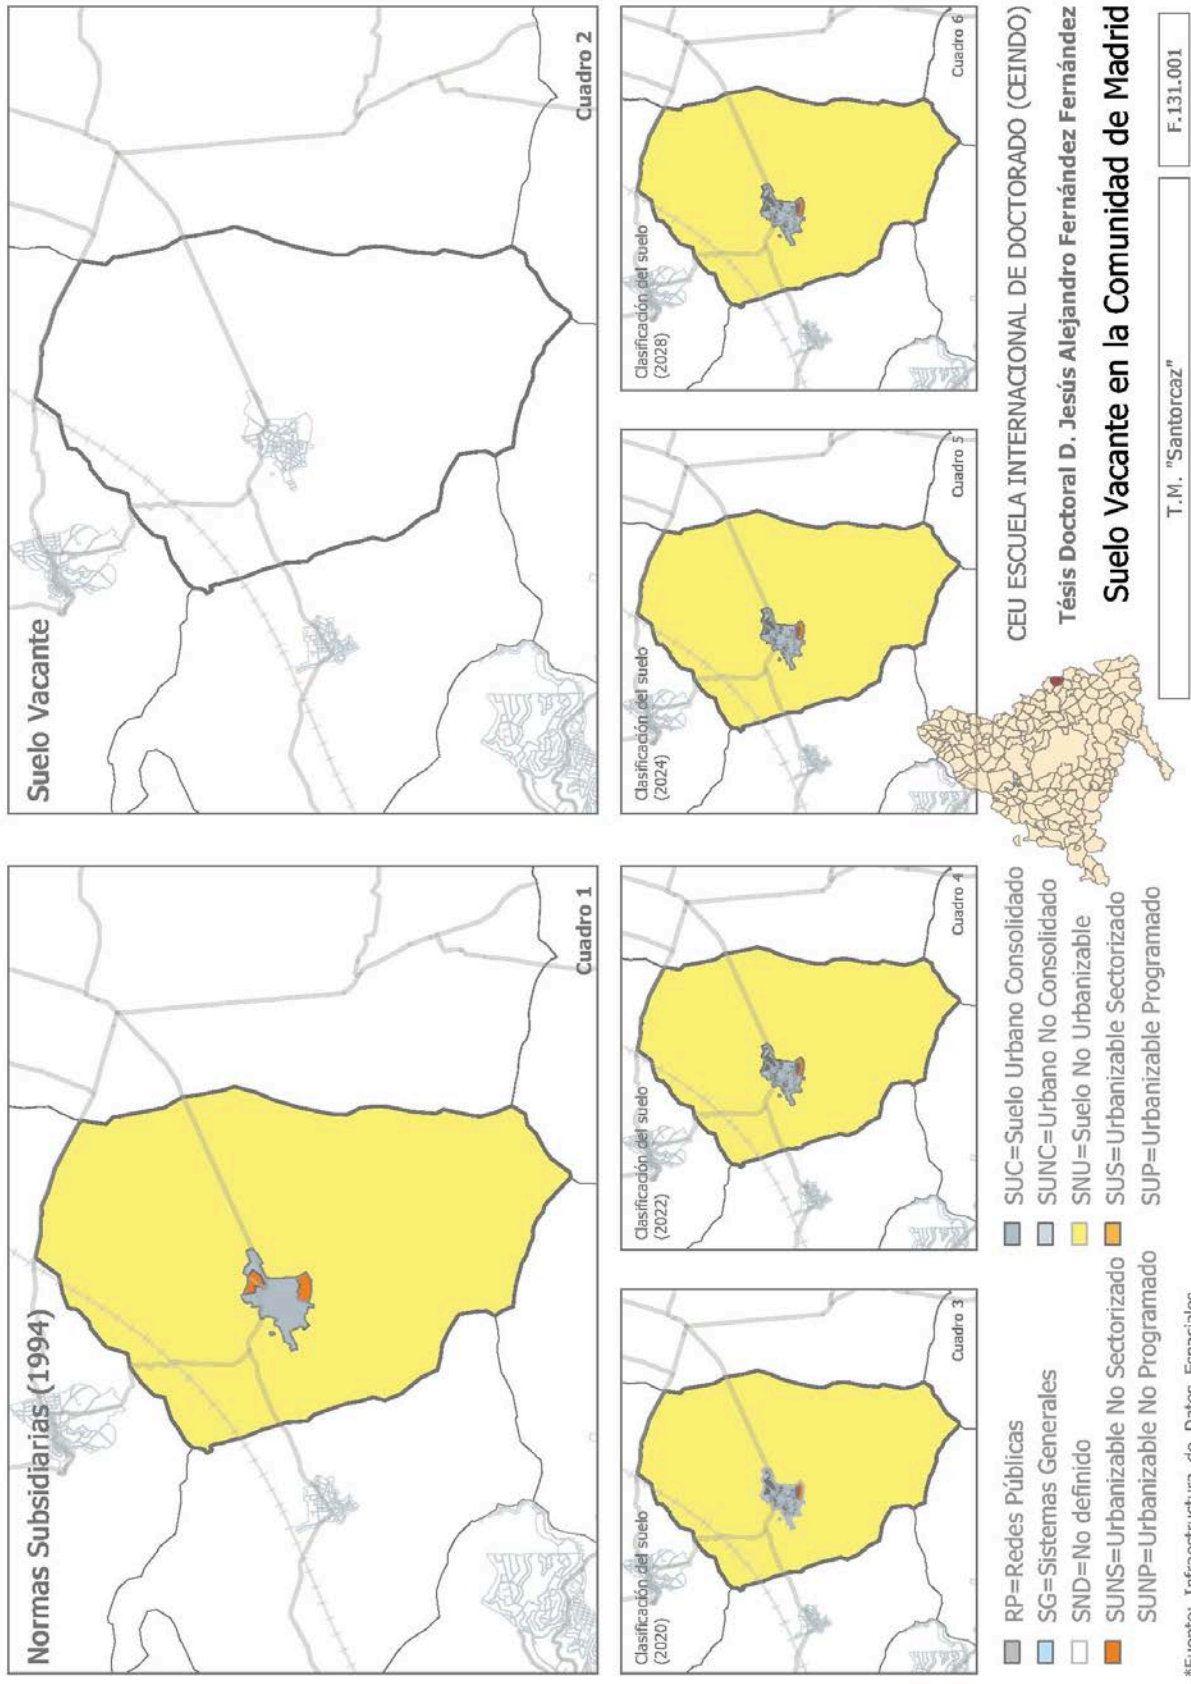 Normas Subsidiarias (1994)
Cuadro 1
Suelo Vacante
Cuadro 2
Clasificación del suelo
(2020)
Cuadro 3
Clasificación del suelo
(2022)
Cuadro 4
Clasificación del suelo
(2024)
Cuadro 5
Clasificación del suelo
(2028)
Cuadro 6
RP=Redes Públicas
SG=Sistemas Generales
SND=No definido
SUNS=Urbanizable No Sectorizado
SUNP=Urbanizable No Programado
SUC=Suelo Urbano Consolidado
SUNC=Urbano No Consolidado
SNU=Suelo No Urbanizable
SUS=Urbanizable Sectorizado
SUP=Urbanizable Programado
CEU ESCUELA INTERNACIONAL DE DOCTORADO (CEINDO)
Tésis Doctoral D. Jesús Alejandro Fernández Fernández
Suelo Vacante en la Comunidad de Madrid
T.M. "Santorcaz"
F.131.001
*Fuente: Infraestructura de Datos Espaciales